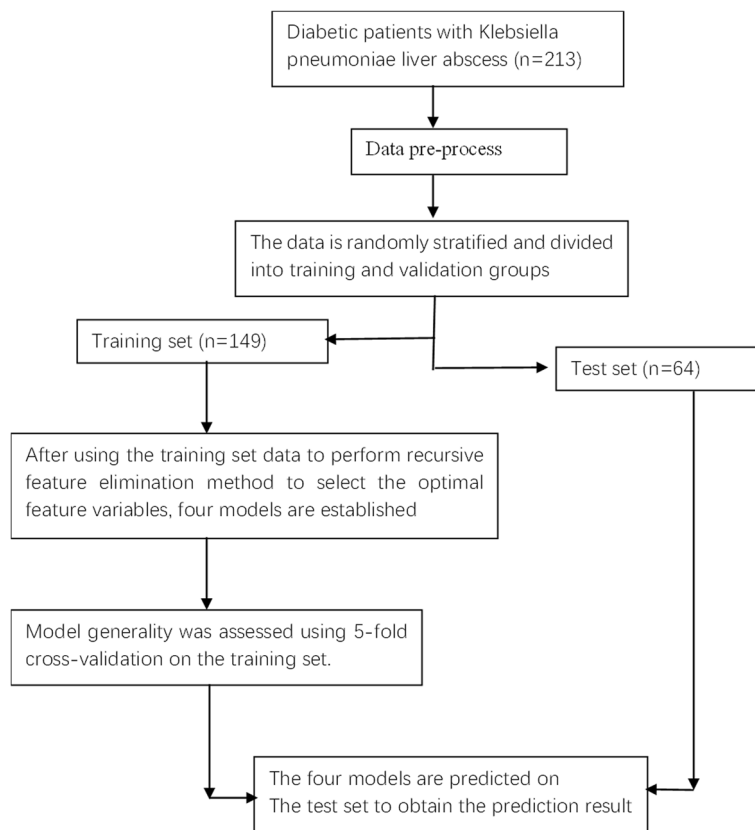 Diabetic patients with Klebsiella
pneumoniae liver abscess (n=213)
Data pre-process
The data is randomly stratified and divided
into training and validation groups
Training set (n=149)
Test set (n=64)
After using the training set data to perform recursive
feature elimination method to select the optimal
feature variables, four models are established
Model generality was assessed using 5-fold
cross-validation on the training set.
The four models are predicted on
The test set to obtain the prediction result